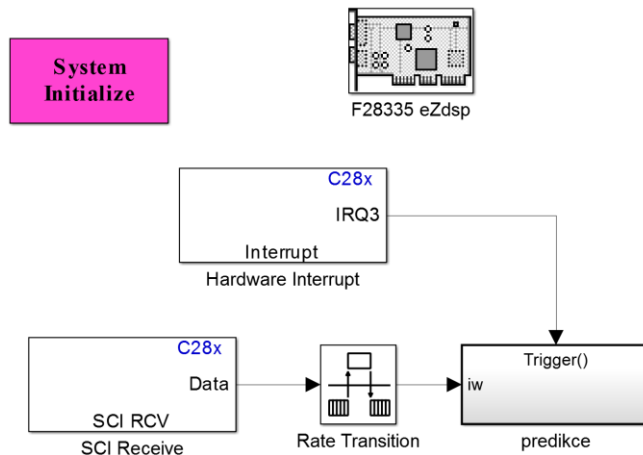 System
Initialize
F28335 eZdsp
C28x
IRQ3
Interrupt
Hardware Interrupt
C28x
Data
SCI RCV
SCI Receive
Rate Transition
Trigger()
iw
predikce